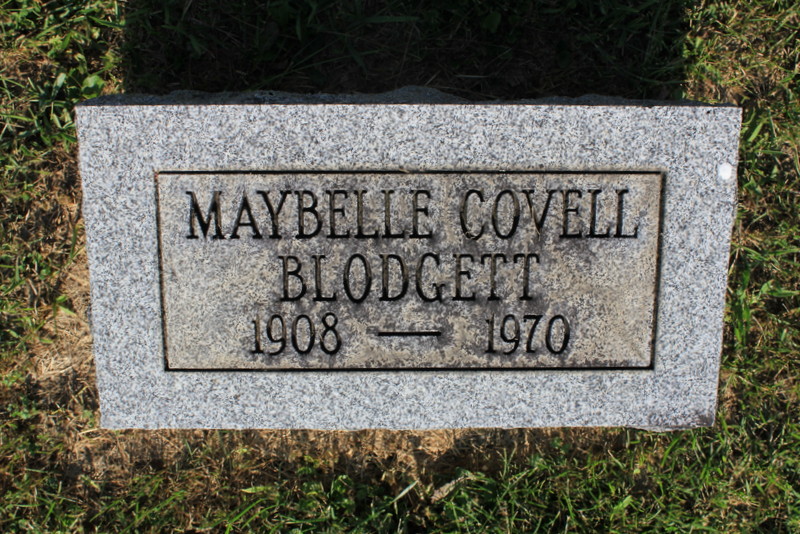 MAYBELLE COVELL
BLODGETT
1908 — 1970